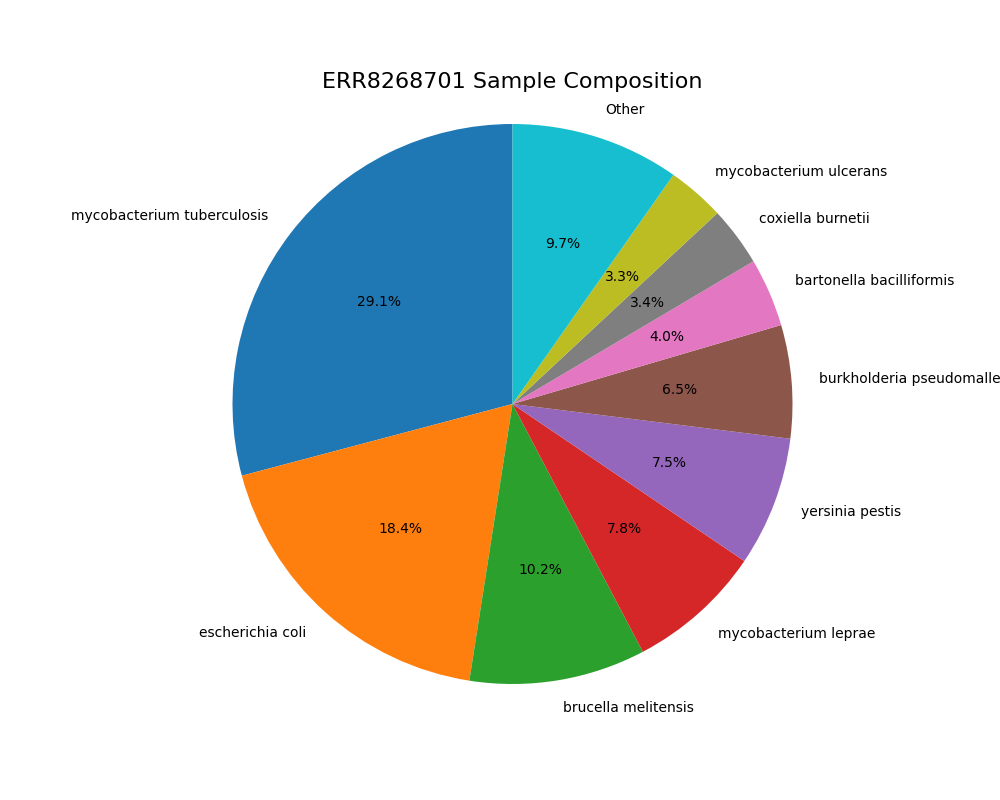 ERR8268701 Sample Composition
Other
mycobacterium ulcerans
coxiella burnetii
mycobacterium tuberculosis
bartonella bacilliformis
burkholderia pseudomalle
yersinia pestis
mycobacterium leprae
escherichia coli
brucella melitensis
9.7%
3.3%
3.4%
29.1%
4.0%
6.5%
7.5%
18.4%
7.8%
10.2%